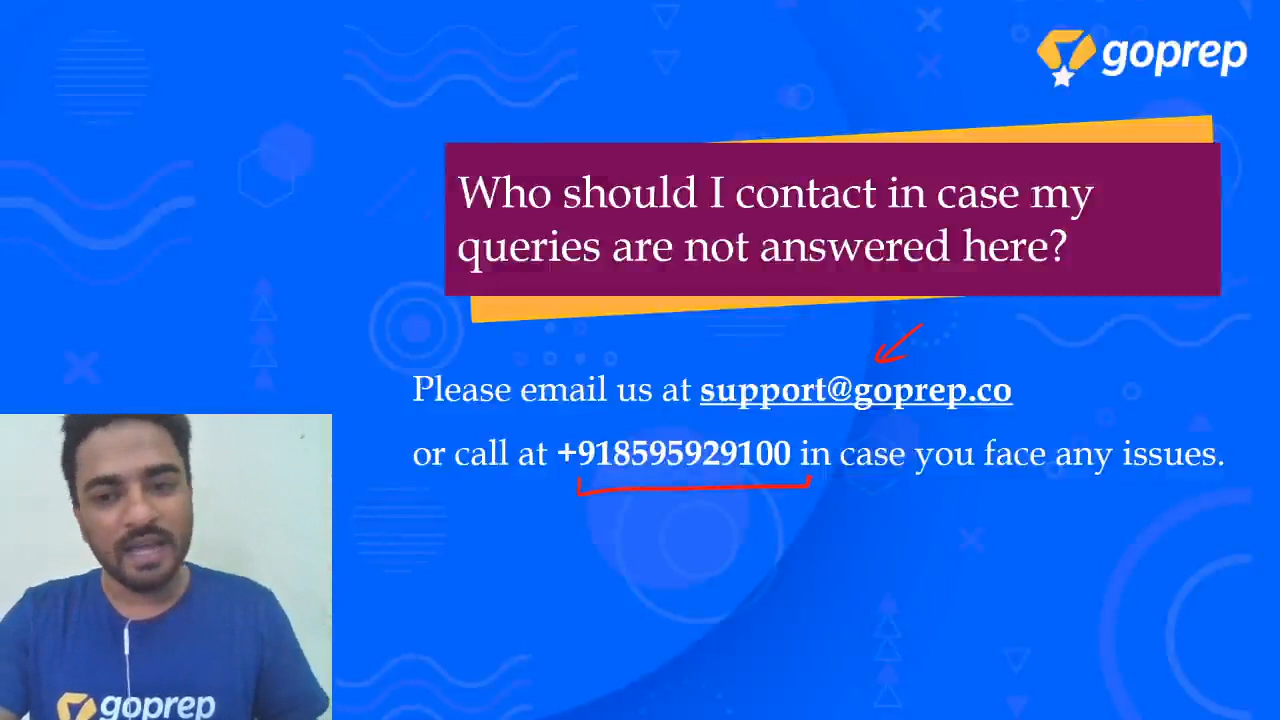 goprep
Who should I contact in case my
queries are not answered here?
Please email us at support@goprep.co
or call at +918595929100 in case you face any issues.
goprep